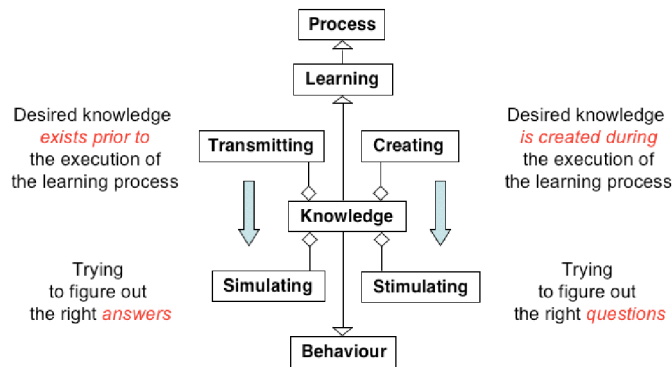 Process
Learning
Desired knowledge
exists prior to
the execution of
the learning process
Transmitting
Creating
Desired knowledge
is created during
the execution of
the learning process
Knowledge
Trying
to figure out
the right answers
Simulating
Stimulating
Trying
to figure out
the right questions
Behaviour